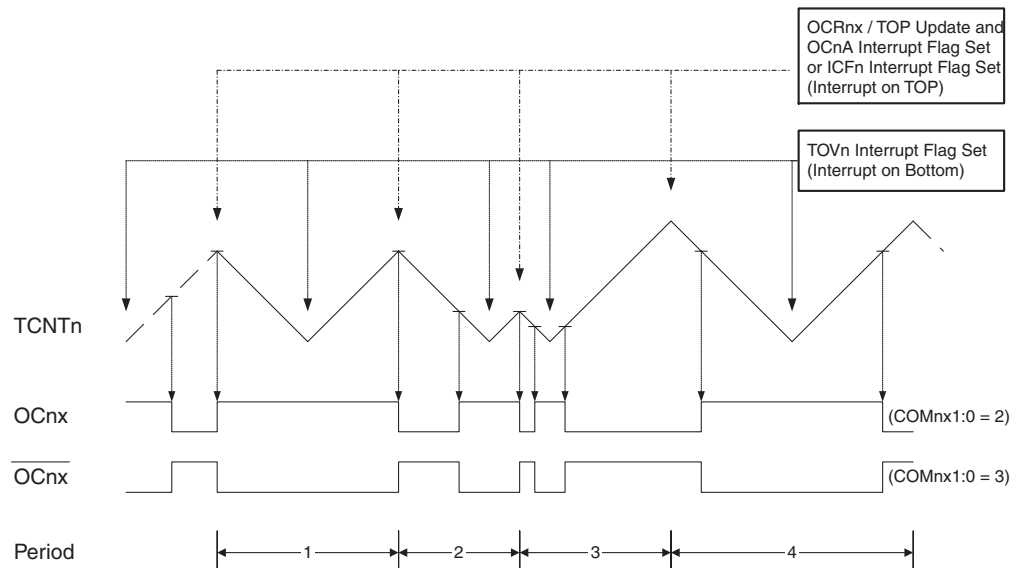 OCRnx / TOP Update and
OCnA Interrupt Flag Set
or ICFn Interrupt Flag Set
(Interrupt on TOP)
TOVn Interrupt Flag Set
(Interrupt on Bottom)
TCNTn
OCnx
(COMnx1:0 = 2)
OCnx
(COMnx1:0 = 3)
Period
1
2
3
4